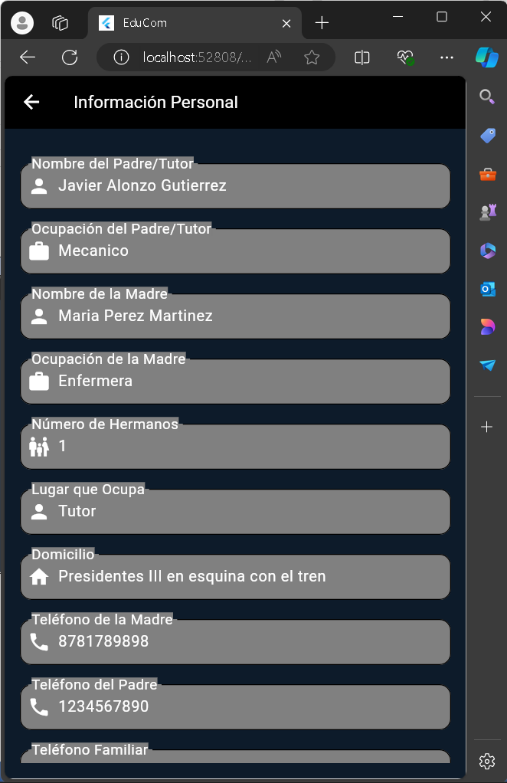 EduCom
localhost:52808/...
Información Personal
Nombre del Padre/Tutor
Javier Alonzo Gutierrez
Ocupación del Padre/Tutor
Mecanico
Nombre de la Madre
Maria Perez Martinez
Ocupación de la Madre
Enfermera
Número de Hermanos
1
Lugar que Ocupa
Tutor
Domicilio
Presidentes III en esquina con el tren
Teléfono de la Madre
8781789898
Teléfono del Padre
1234567890
Teléfono Familiar